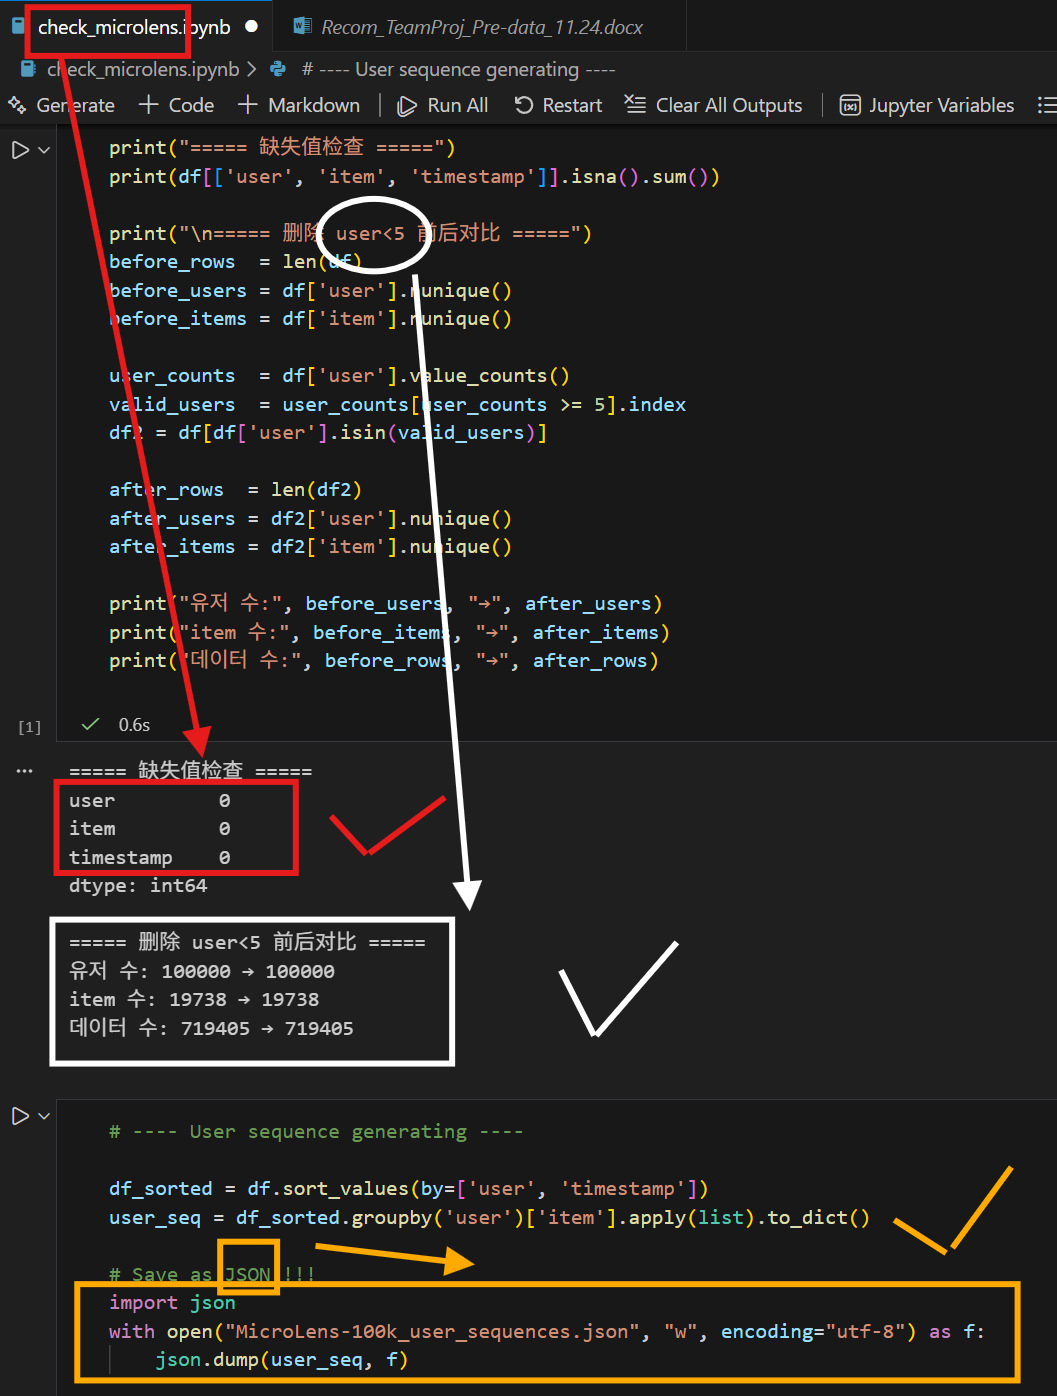 check_microlens.ipynb
Recom_TeamProj_Pre-data_11.24.docx
check_microlens.ipynb > # ---- User sequence generating ----
Generate + Code + Markdown Run All Restart Clear All Outputs Jupyter Variables
print("===== 缺失值检查 =====")
print(df[['user', 'item', 'timestamp']].isna().sum())
print("\n===== 删除 user<5 前后对比 =====")
before_rows  = len(df)
before_users = df['user'].nunique()
before_items = df['item'].nunique()
user_counts  = df['user'].value_counts()
valid_users  = user_counts[user_counts >= 5].index
df2 = df[df['user'].isin(valid_users)]
after_rows  = len(df2)
after_users = df2['user'].nunique()
after_items = df2['item'].nunique()
print("유저 수:", before_users, "→", after_users)
print("item 수:", before_items, "→", after_items)
print("데이터 수:", before_rows, "→", after_rows)
[1]
0.6s
===== 缺失值检查 =====
user         0
item         0
timestamp    0
dtype: int64
===== 删除 user<5 前后对比 =====
유저 수: 100000 → 100000
item 수: 19738 → 19738
데이터 수: 719405 → 719405
# ---- User sequence generating ----
df_sorted = df.sort_values(by=['user', 'timestamp'])
user_seq = df_sorted.groupby('user')['item'].apply(list).to_dict()
# Save as JSON !!!
import json
with open("MicroLens-100k_user_sequences.json", "w", encoding="utf-8") as f:
    json.dump(user_seq, f)